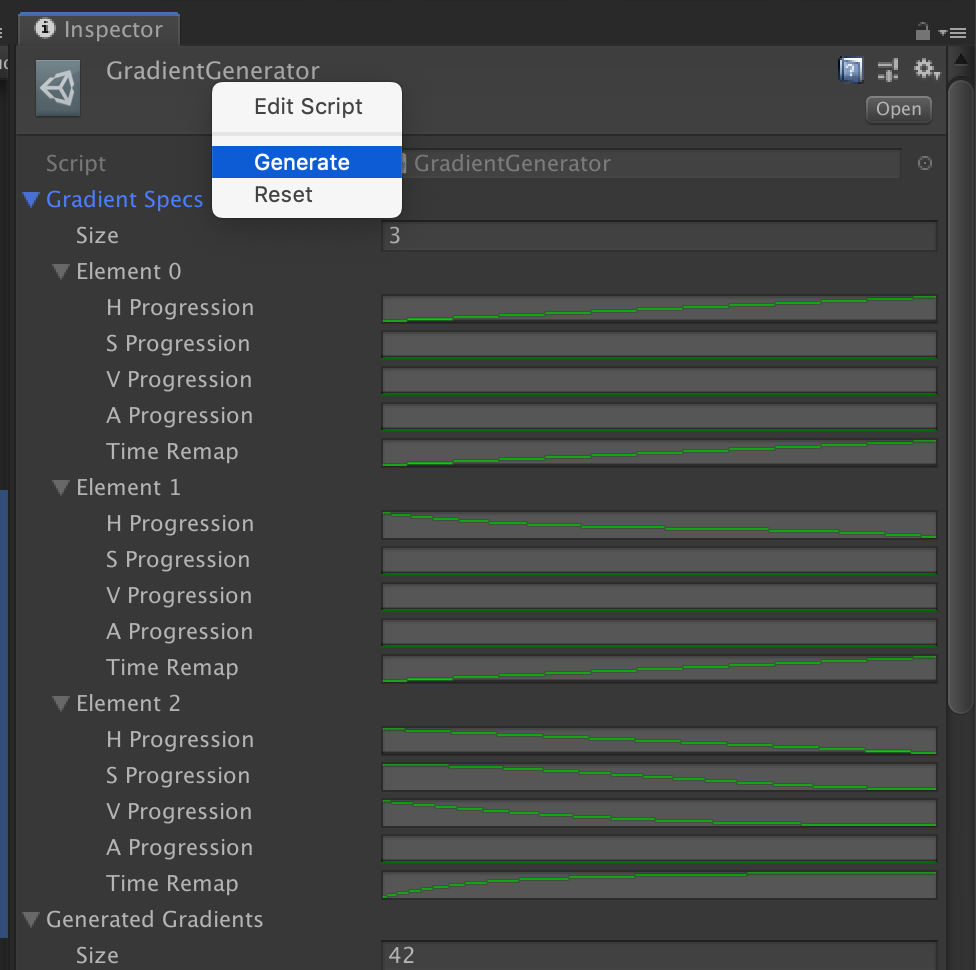 Inspector
GradientGenerator
Open
Edit Script
Generate
Reset
Script GradientGenerator
Gradient Specs
Size 3
Element 0
H Progression
S Progression
V Progression
A Progression
Time Remap
Element 1
H Progression
S Progression
V Progression
A Progression
Time Remap
Element 2
H Progression
S Progression
V Progression
A Progression
Time Remap
Generated Gradients
Size 42